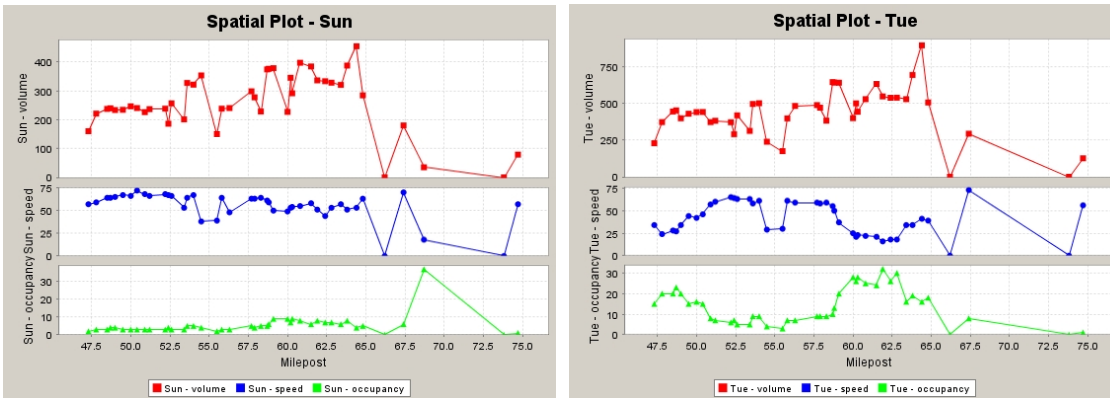 Spatial Plot - Sun
400
300
200
100
0
Sun - volume
75
50
25
0
Sun - speed
30
20
10
0
Sun - occupancy
47.5 50.0 52.5 55.0 57.5 60.0 62.5 65.0 67.5 70.0 72.5 75.0
Milepost
Sun - volume Sun - speed Sun - occupancy
Spatial Plot - Tue
750
500
250
0
Tue - volume
75
50
25
0
Tue - speed
30
20
10
0
Tue - occupancy
47.5 50.0 52.5 55.0 57.5 60.0 62.5 65.0 67.5 70.0 72.5 75.0
Milepost
Tue - volume Tue - speed Tue - occupancy